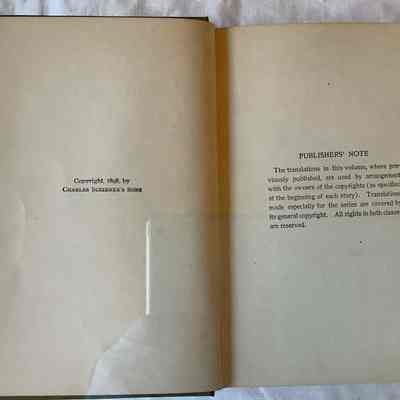 Copyright, 1898, by
CHARLES SCRIBNER'S SONS
PUBLISHERS' NOTE
The translations in this volume, where pre-
viously published, are used by arrangement
with the owners of the copyrights (as specified
at the beginning of each story). Translations
made especially for the series are covered by
its general copyright. All rights in both classes
are reserved.